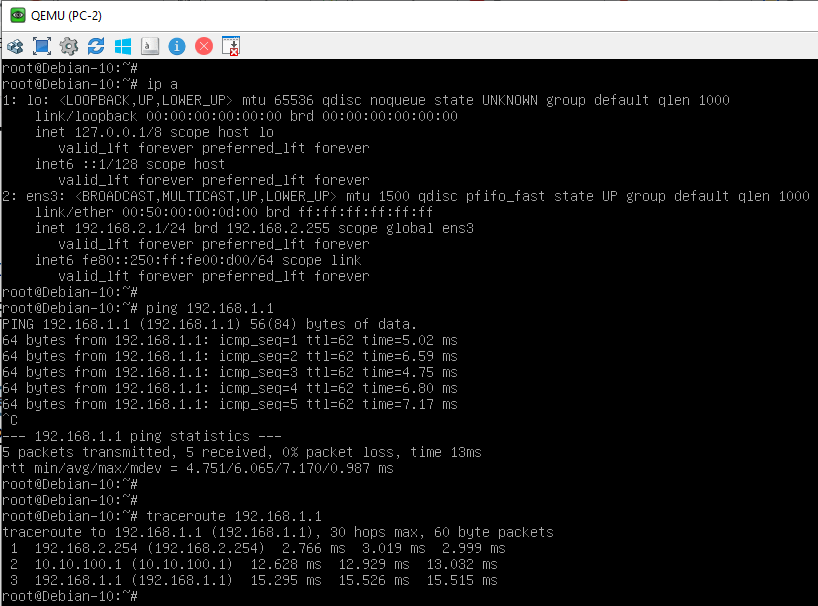 QEMU (PC-2)
root@Debian-10:~#
root@Debian-10:~# ip a
1: lo: <LOOPBACK,UP,LOWER_UP> mtu 65536 qdisc noqueue state UNKNOWN group default qlen 1000
    link/loopback 00:00:00:00:00:00 brd 00:00:00:00:00:00
    inet 127.0.0.1/8 scope host lo
       valid_lft forever preferred_lft forever
    inet6 ::1/128 scope host
       valid_lft forever preferred_lft forever
2: ens3: <BROADCAST,MULTICAST,UP,LOWER_UP> mtu 1500 qdisc pfifo_fast state UP group default qlen 1000
    link/ether 00:50:00:00:0d:00 brd ff:ff:ff:ff:ff:ff
    inet 192.168.2.1/24 brd 192.168.2.255 scope global ens3
       valid_lft forever preferred_lft forever
    inet6 fe80::250:ff:fe00:d00/64 scope link
       valid_lft forever preferred_lft forever
root@Debian-10:~#
root@Debian-10:~# ping 192.168.1.1
PING 192.168.1.1 (192.168.1.1) 56(84) bytes of data.
64 bytes from 192.168.1.1: icmp_seq=1 ttl=62 time=5.02 ms
64 bytes from 192.168.1.1: icmp_seq=2 ttl=62 time=6.59 ms
64 bytes from 192.168.1.1: icmp_seq=3 ttl=62 time=4.75 ms
64 bytes from 192.168.1.1: icmp_seq=4 ttl=62 time=6.80 ms
64 bytes from 192.168.1.1: icmp_seq=5 ttl=62 time=7.17 ms
^C
--- 192.168.1.1 ping statistics ---
5 packets transmitted, 5 received, 0% packet loss, time 13ms
rtt min/avg/max/mdev = 4.751/6.065/7.170/0.987 ms
root@Debian-10:~#
root@Debian-10:~#
root@Debian-10:~# traceroute 192.168.1.1
traceroute to 192.168.1.1 (192.168.1.1), 30 hops max, 60 byte packets
 1  192.168.2.254 (192.168.2.254)  2.766 ms  3.019 ms  2.999 ms
 2  10.10.100.1 (10.10.100.1)  12.628 ms  12.929 ms  13.032 ms
 3  192.168.1.1 (192.168.1.1)  15.295 ms  15.526 ms  15.515 ms
root@Debian-10:~#